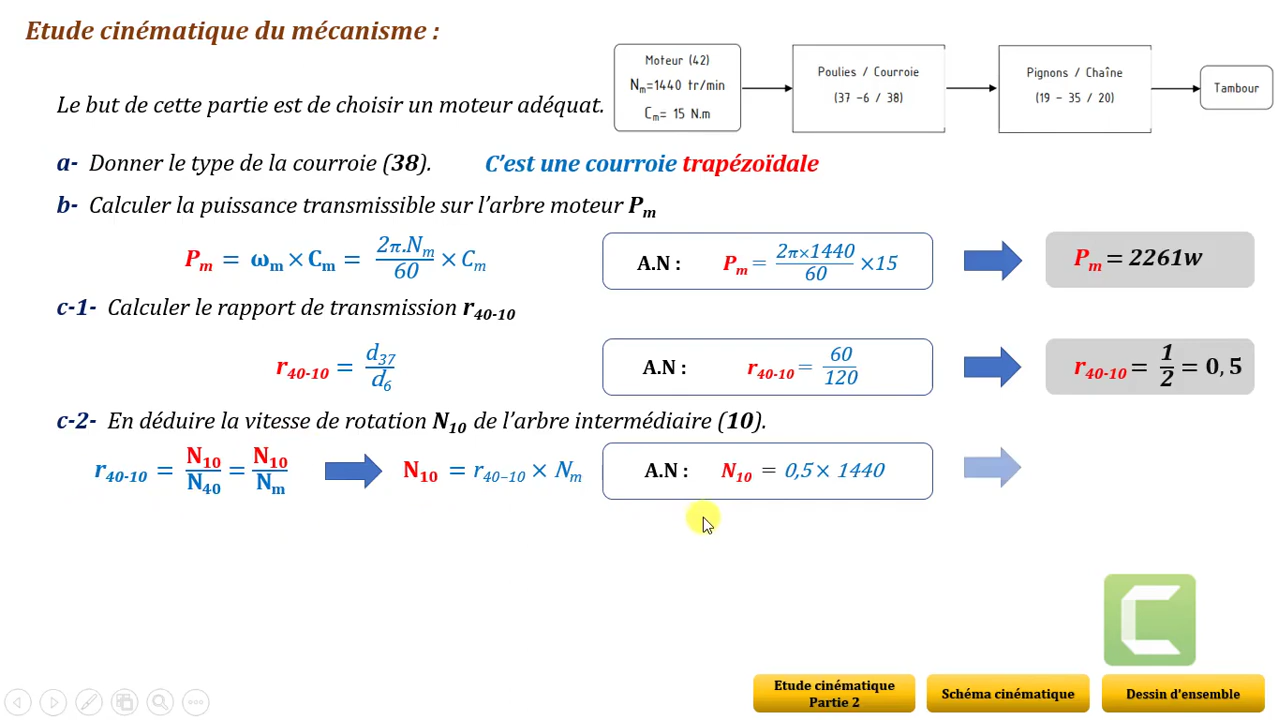 Etude cinématique du mécanisme :
Moteur (42)
Nm=1440 tr/min
Cm= 15 N.m
Poulies / Courroie
(37 -6 / 38)
Pignons / Chaîne
(19 - 35 / 20)
Tambour
Le but de cette partie est de choisir un moteur adéquat.
a- Donner le type de la courroie (38). C'est une courroie trapézoïdale
b- Calculer la puissance transmissible sur l'arbre moteur Pm
Pm = ωm × Cm = 2π.Nm/60 × Cm A.N : Pm = 2π×1440/60 ×15 Pm = 2261w
c-1- Calculer le rapport de transmission r40-10
r40-10 = d37/d6 A.N : r40-10 = 60/120 r40-10 = 1/2 = 0,5
c-2- En déduire la vitesse de rotation N10 de l'arbre intermédiaire (10).
r40-10 = N10/N40 = N10/Nm N10 = r40−10 × Nm A.N : N10 = 0,5 × 1440
Etude cinématique
Partie 2
Schéma cinématique
Dessin d'ensemble